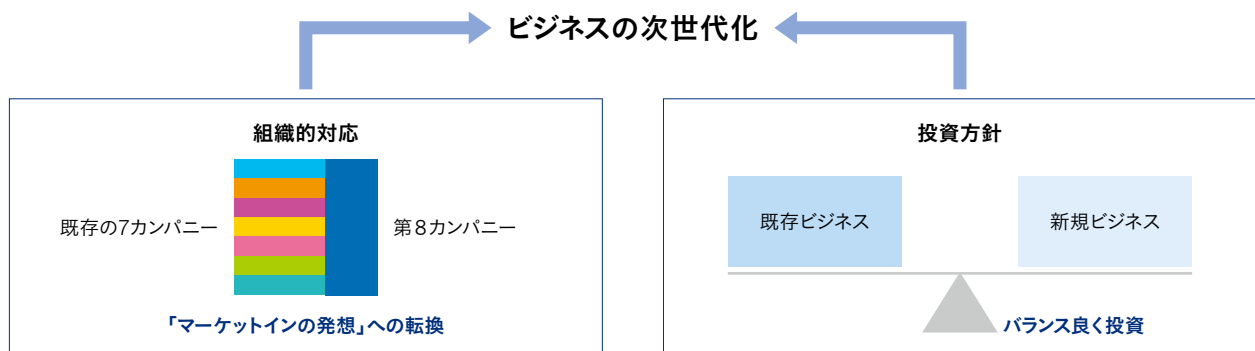 ビジネスの次世代化
組織的対応
既存の7カンパニー
第8カンパニー
「マーケットインの発想」への転換
投資方針
既存ビジネス
新規ビジネス
バランス良く投資